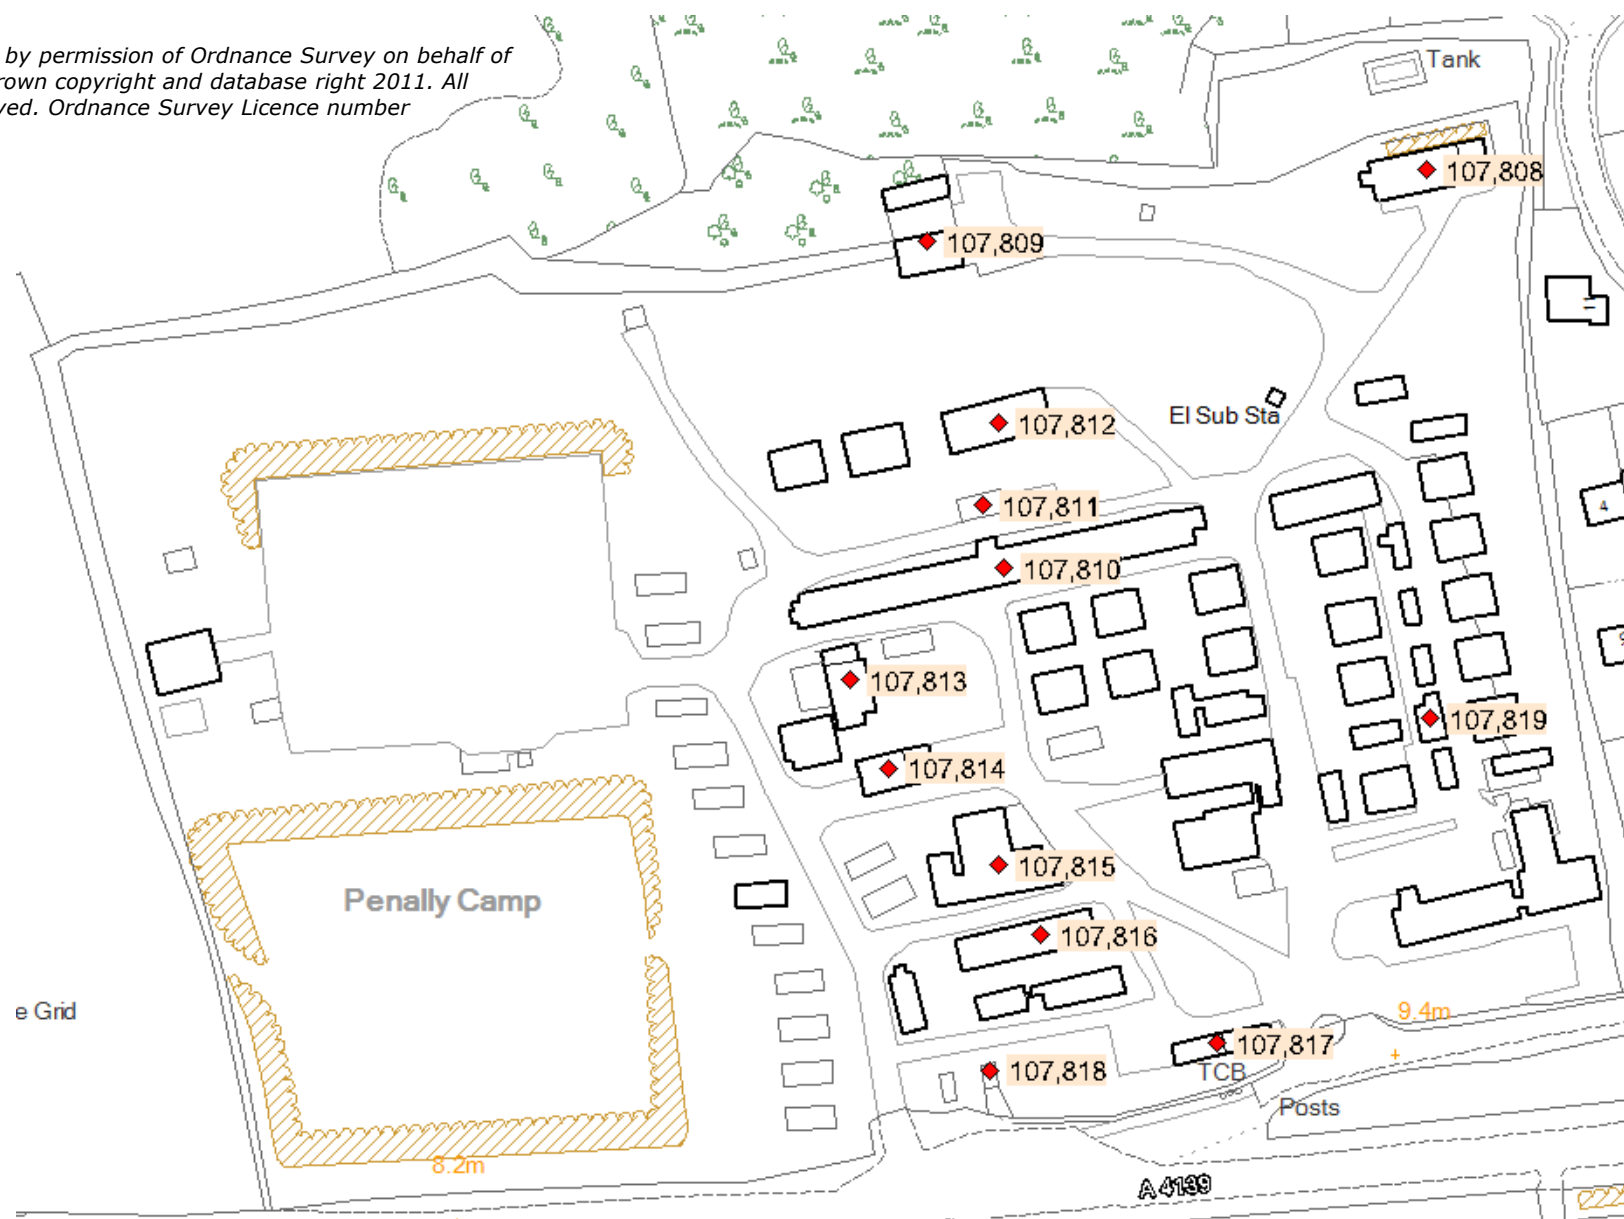 by permission of Ordnance Survey on behalf of
rown copyright and database right 2011. All
ved. Ordnance Survey Licence number
Tank
107,808
107,809
107,812
El Sub Sta
107,811
4
107,810
107,813
107,819
107,814
107,815
Penally Camp
107,816
e Grid
9.4m
107,817
107,818
TCB
Posts
8.2m
A 4139